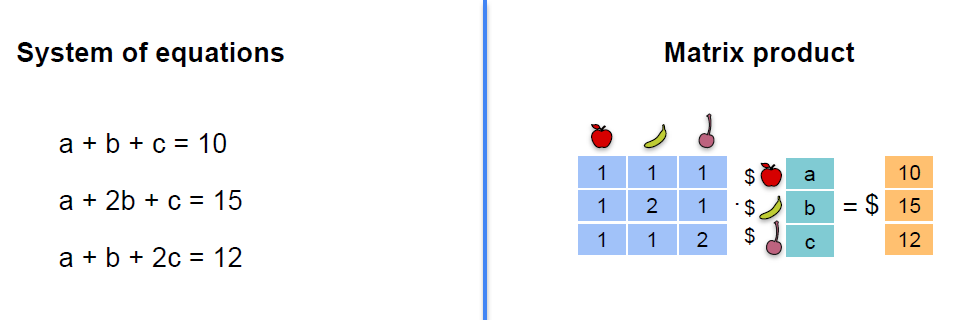 System of equations
a + b + c = 10
a + 2b + c = 15
a + b + 2c = 12
Matrix product
1 1 1 $ a 10
1 2 1 · $ b = $ 15
1 1 2 $ c 12